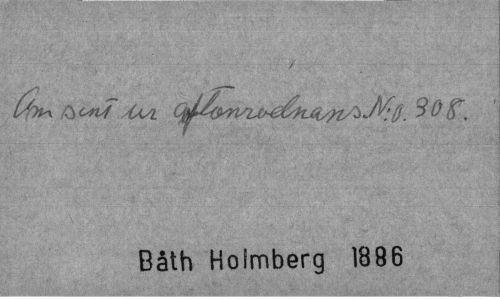 Om sent ur aftonrodnans. N:o. 308.
Båth Holmberg 1886